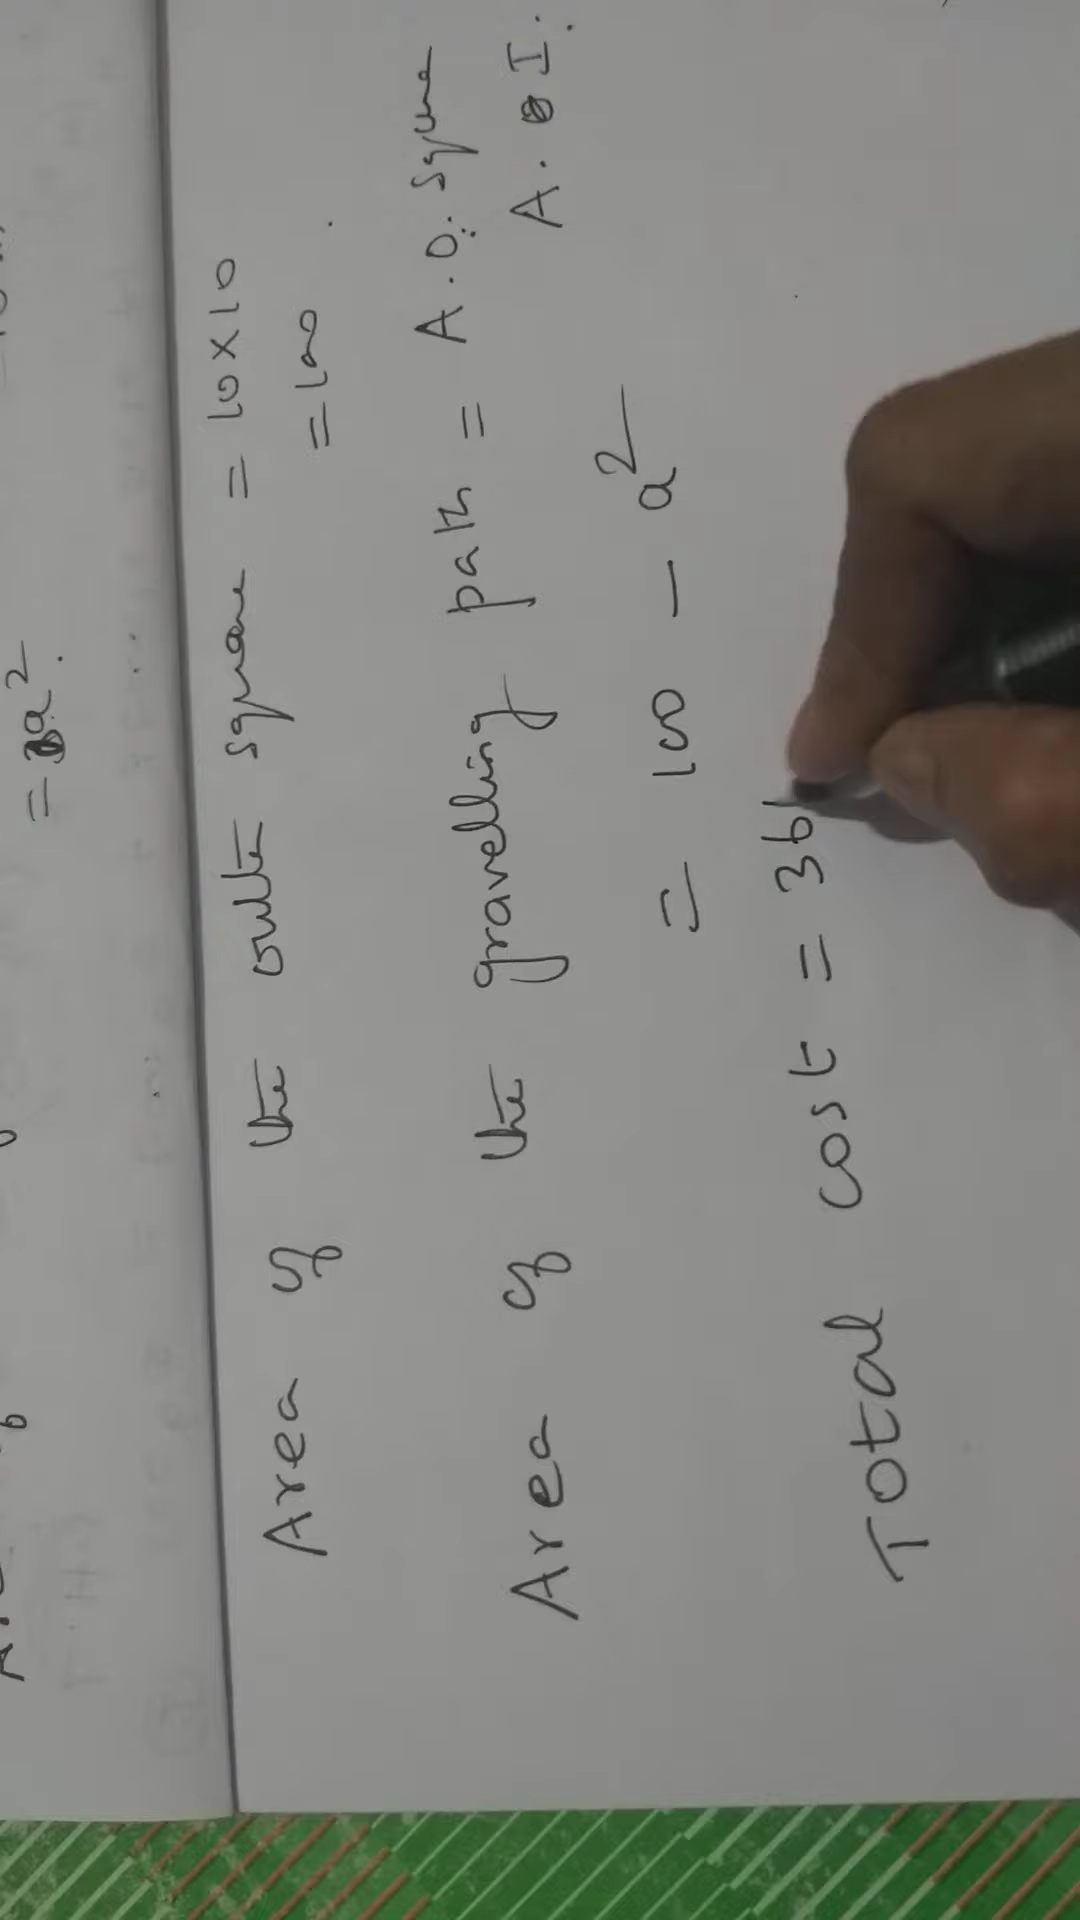 = a².
Area of the outer square = 10 × 10
= 100
Area of the gravelling path = A.O. square
A. I.
= 100 - a²
Total cost = 36